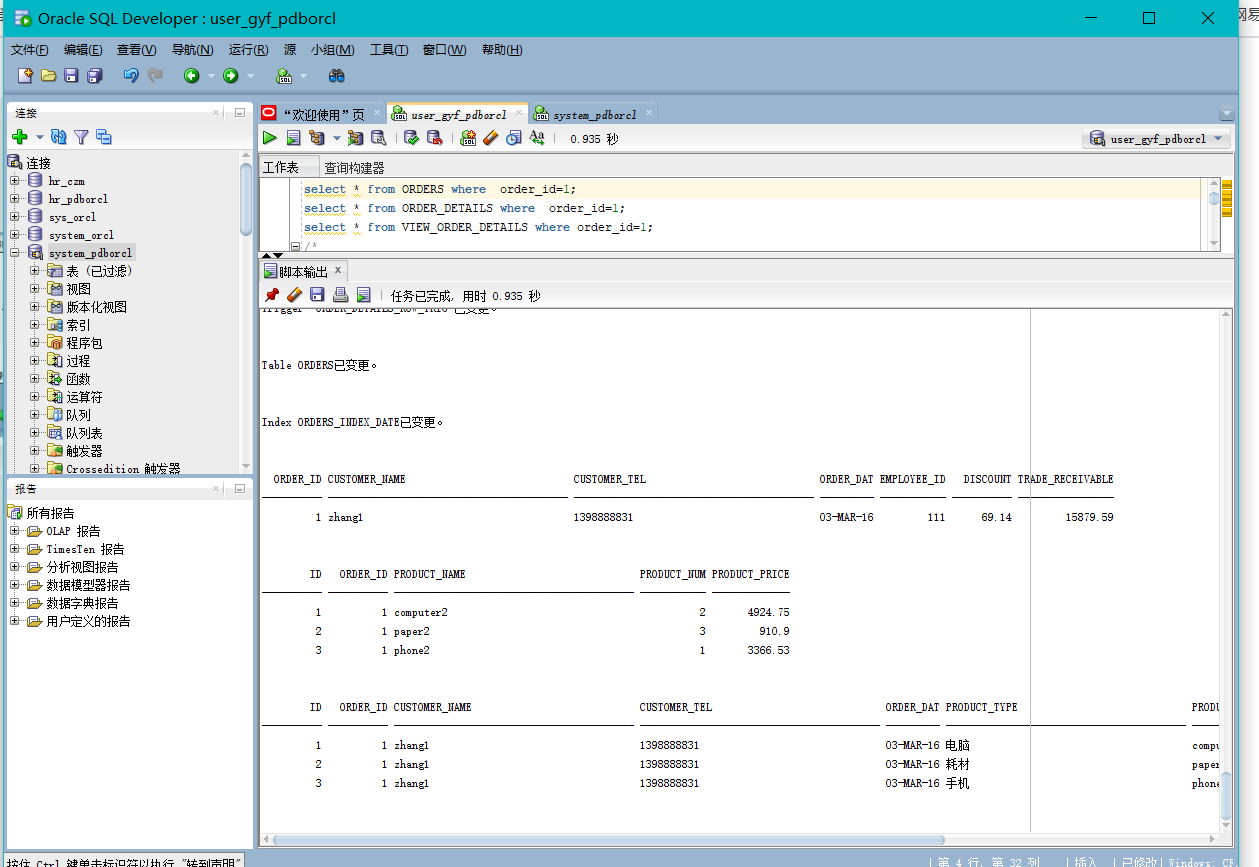 Oracle SQL Developer : user_gyf_pdborcl
文件(F) 编辑(E) 查看(V) 导航(N) 运行(R) 源 小组(M) 工具(T) 窗口(W) 帮助(H)
连接
连接
hr_czm
hr_pdborcl
sys_orcl
system_orcl
system_pdborcl
表 (已过滤)
视图
版本化视图
索引
程序包
过程
函数
运算符
队列
队列表
触发器
Crossedition 触发器
报告
所有报告
OLAP 报告
TimesTen 报告
分析视图报告
数据模型器报告
数据字典报告
用户定义的报告
“欢迎使用”页 user_gyf_pdborcl system_pdborcl
0.935 秒 user_gyf_pdborcl
工作表 查询构建器
select * from ORDERS where  order_id=1;
select * from ORDER_DETAILS where  order_id=1;
select * from VIEW_ORDER_DETAILS where order_id=1;
/*
脚本输出 x
任务已完成, 用时 0.935 秒
Trigger ORDER_DETAILS_ROW_TRIG 已变更。
Table ORDERS已变更。
Index ORDERS_INDEX_DATE已变更。
ORDER_ID CUSTOMER_NAME CUSTOMER_TEL ORDER_DAT EMPLOYEE_ID DISCOUNT TRADE_RECEIVABLE
1 zhang1 1398888831 03-MAR-16 111 69.14 15879.59
ID ORDER_ID PRODUCT_NAME PRODUCT_NUM PRODUCT_PRICE
1 1 computer2 2 4924.75
2 1 paper2 3 910.9
3 1 phone2 1 3366.53
ID ORDER_ID CUSTOMER_NAME CUSTOMER_TEL ORDER_DAT PRODUCT_TYPE PRODU
1 1 zhang1 1398888831 03-MAR-16 电脑 compu
2 1 zhang1 1398888831 03-MAR-16 耗材 paper
3 1 zhang1 1398888831 03-MAR-16 手机 phone
按住 Ctrl 键单击标识符以执行 "转到声明"
第 4 行, 第 32 列 | 插入 | 已修改 | Windows: CR
网易